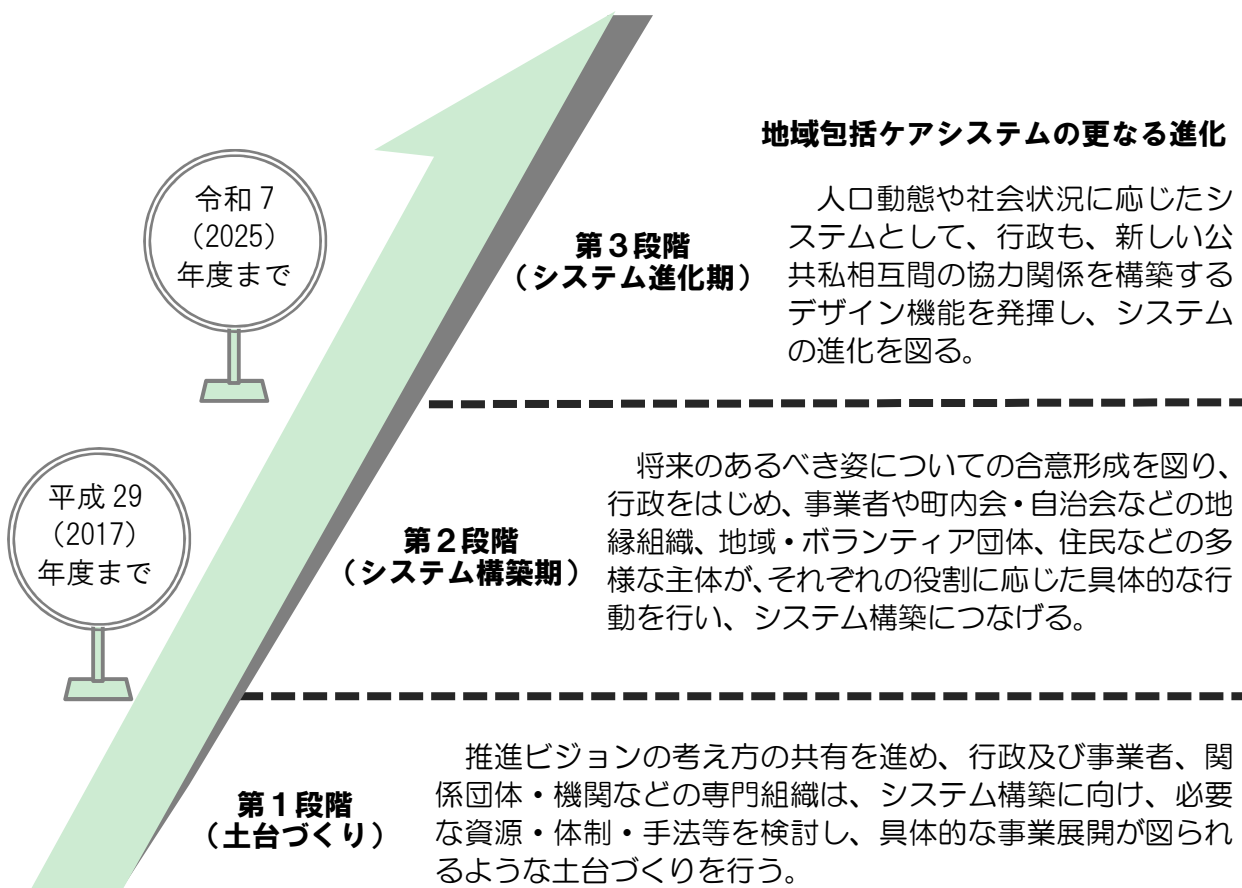 地域包括ケアシステムの更なる進化
令和７
（2025）
年度まで
第３段階
（システム進化期）
人口動態や社会状況に応じたシ
ステムとして、行政も、新しい公
共私相互間の協力関係を構築する
デザイン機能を発揮し、システム
の進化を図る。
平成 29
（2017）
年度まで
第２段階
（システム構築期）
将来のあるべき姿についての合意形成を図り、
行政をはじめ、事業者や町内会・自治会などの地
縁組織、地域・ボランティア団体、住民などの多
様な主体が、それぞれの役割に応じた具体的な行
動を行い、システム構築につなげる。
第１段階
（土台づくり）
推進ビジョンの考え方の共有を進め、行政及び事業者、関
係団体・機関などの専門組織は、システム構築に向け、必要
な資源・体制・手法等を検討し、具体的な事業展開が図られ
るような土台づくりを行う。